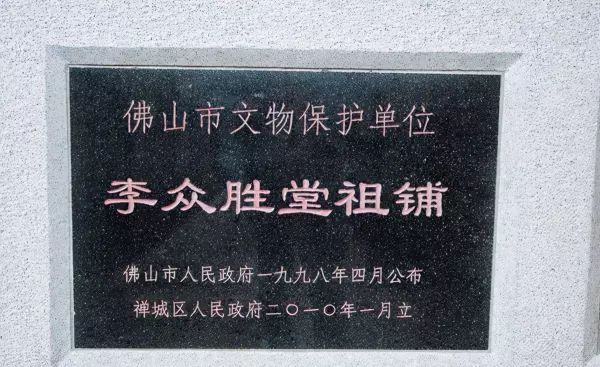 佛山市文物保护单位
李众胜堂祖铺
佛山市人民政府一九九八年四月公布
禅城区人民政府二〇一〇年一月立